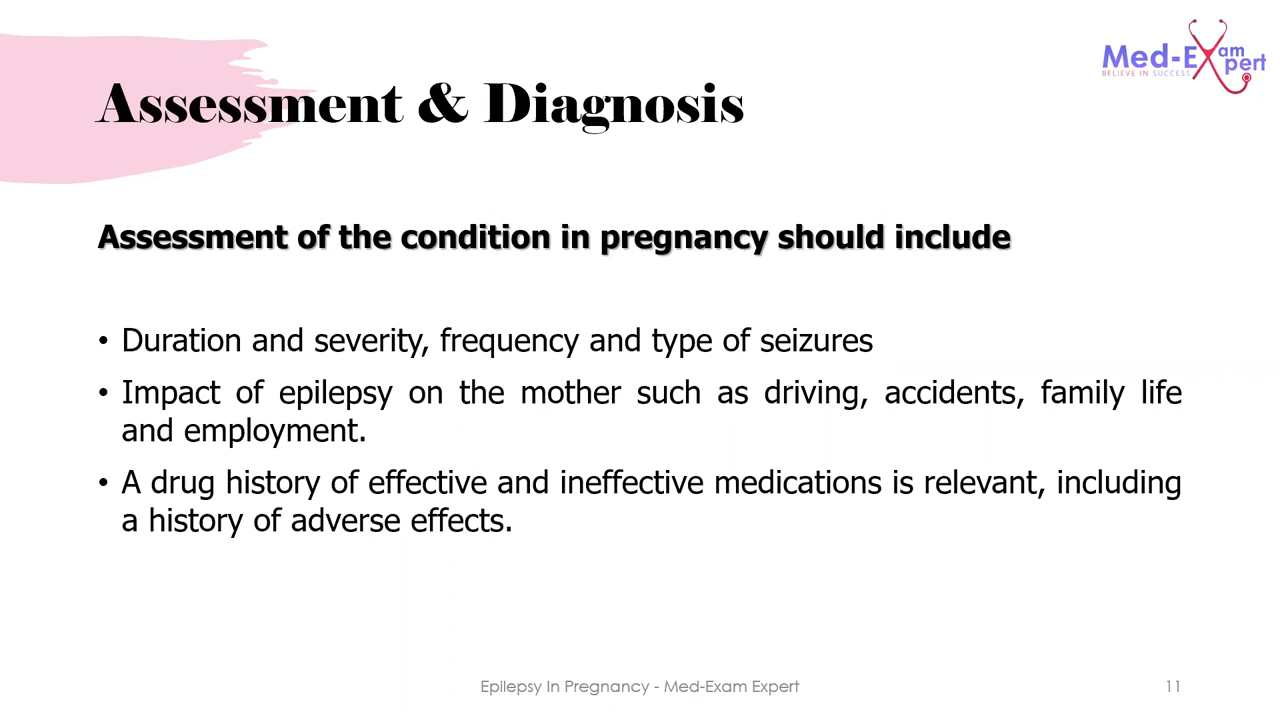 Med-Exam Expert
BELIEVE IN SUCCESS
Assessment & Diagnosis
Assessment of the condition in pregnancy should include
• Duration and severity, frequency and type of seizures
• Impact of epilepsy on the mother such as driving, accidents, family life
and employment.
• A drug history of effective and ineffective medications is relevant, including
a history of adverse effects.
Epilepsy In Pregnancy - Med-Exam Expert
11